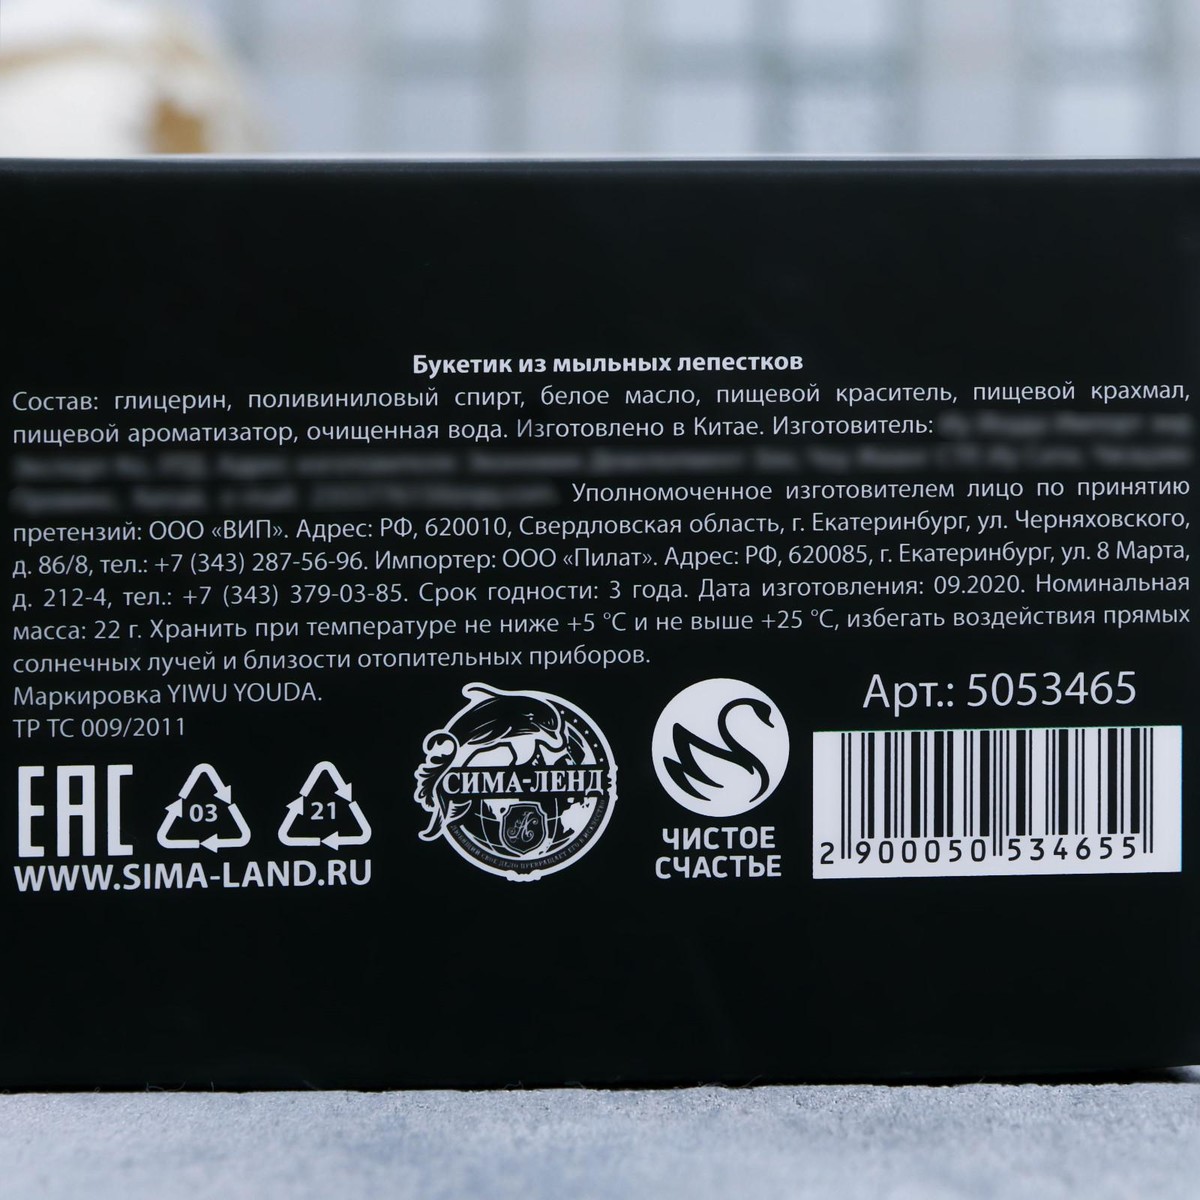 Букетик из мыльных лепестков
Состав: глицерин, поливиниловый спирт, белое масло, пищевой краситель, пищевой крахмал,
пищевой ароматизатор, очищенная вода. Изготовлено в Китае. Изготовитель:
Уполномоченное изготовителем лицо по принятию
претензий: ООО «ВИП». Адрес: РФ, 620010, Свердловская область, г. Екатеринбург, ул. Черняховского,
д. 86/8, тел.: +7 (343) 287-56-96. Импортер: ООО «Пилат». Адрес: РФ, 620085, г. Екатеринбург, ул. 8 Марта,
д. 212-4, тел.: +7 (343) 379-03-85. Срок годности: 3 года. Дата изготовления: 09.2020. Номинальная
масса: 22 г. Хранить при температуре не ниже +5 °С и не выше +25 °С, избегать воздействия прямых
солнечных лучей и близости отопительных приборов.
Маркировка YIWU YOUDA.
ТР ТС 009/2011
Арт.: 5053465
EAC
03
21
СИМА-ЛЕНД
ЧИСТОЕ
СЧАСТЬЕ
2 900050 534655
WWW.SIMA-LAND.RU